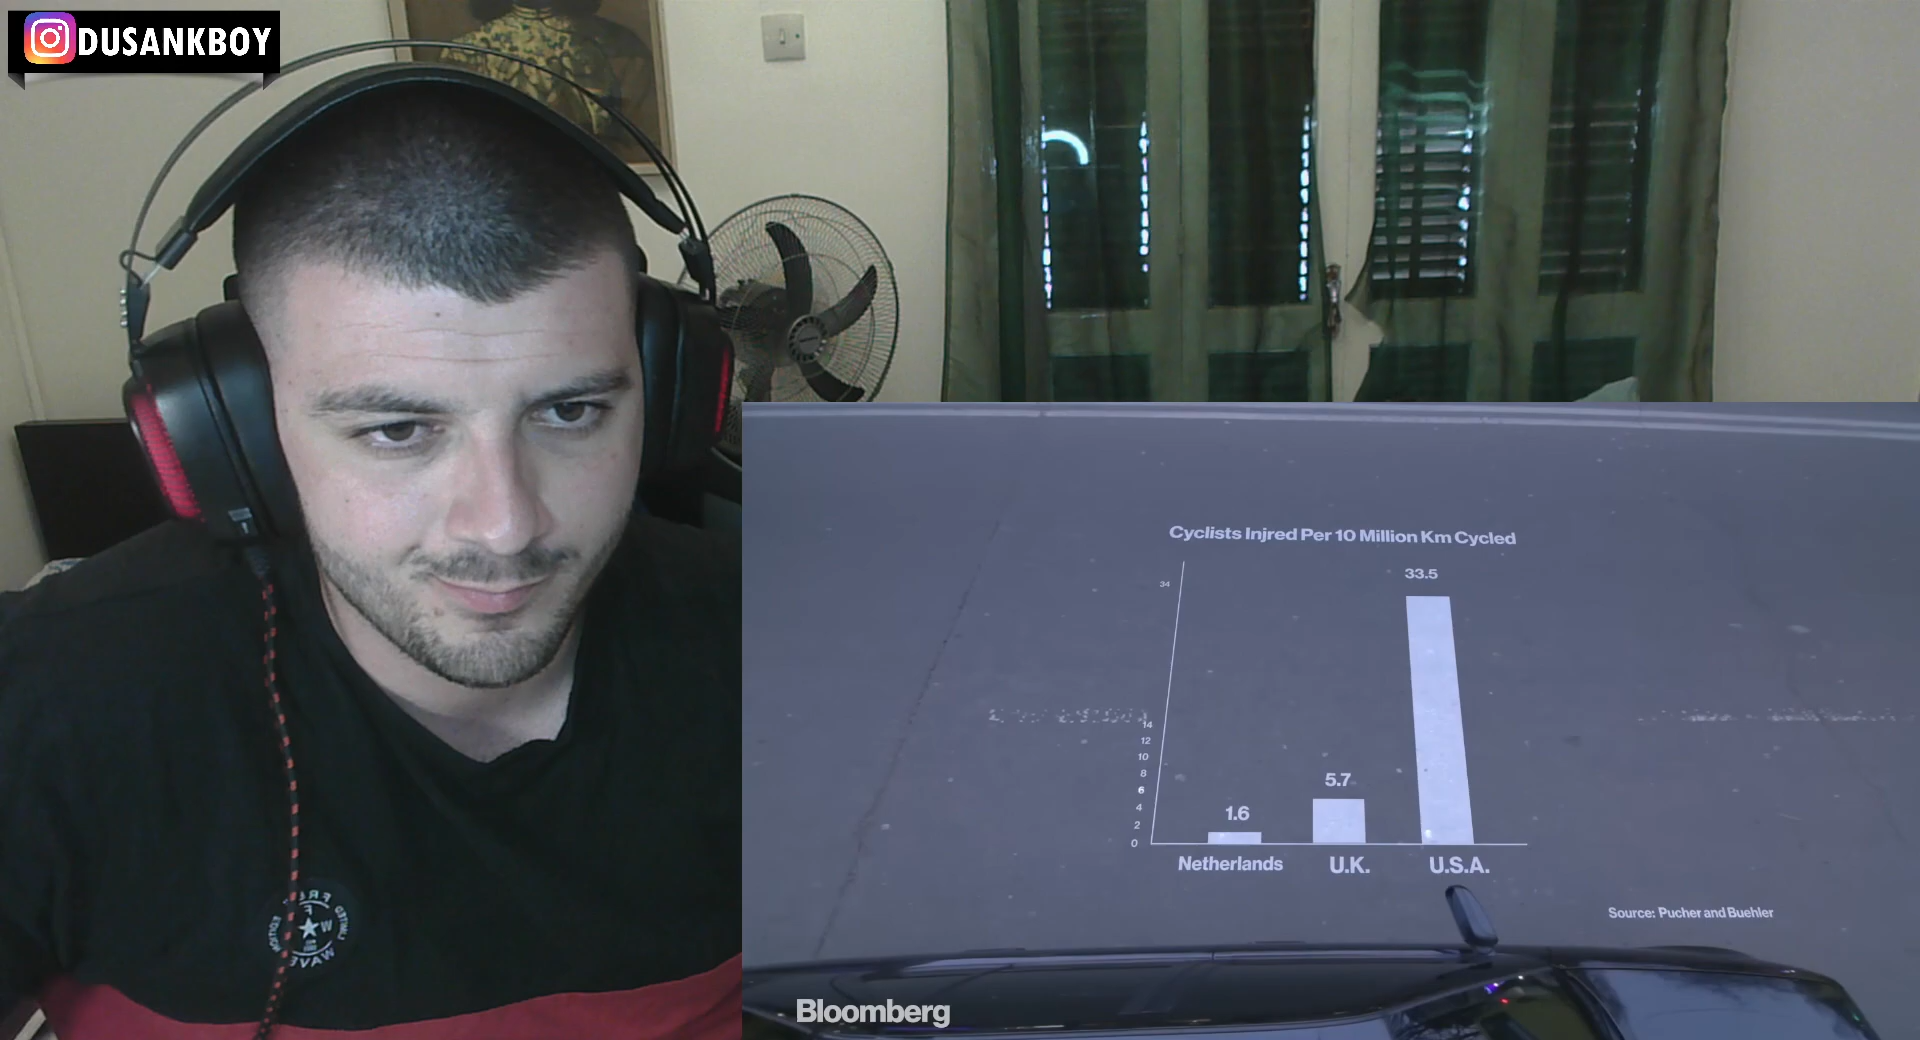 DUSANKBOY
Cyclists Injred Per 10 Million Km Cycled
34
33.5
14
12
10
8
6
4
2
0
5.7
1.6
Netherlands
U.K.
U.S.A.
Source: Pucher and Buehler
Bloomberg